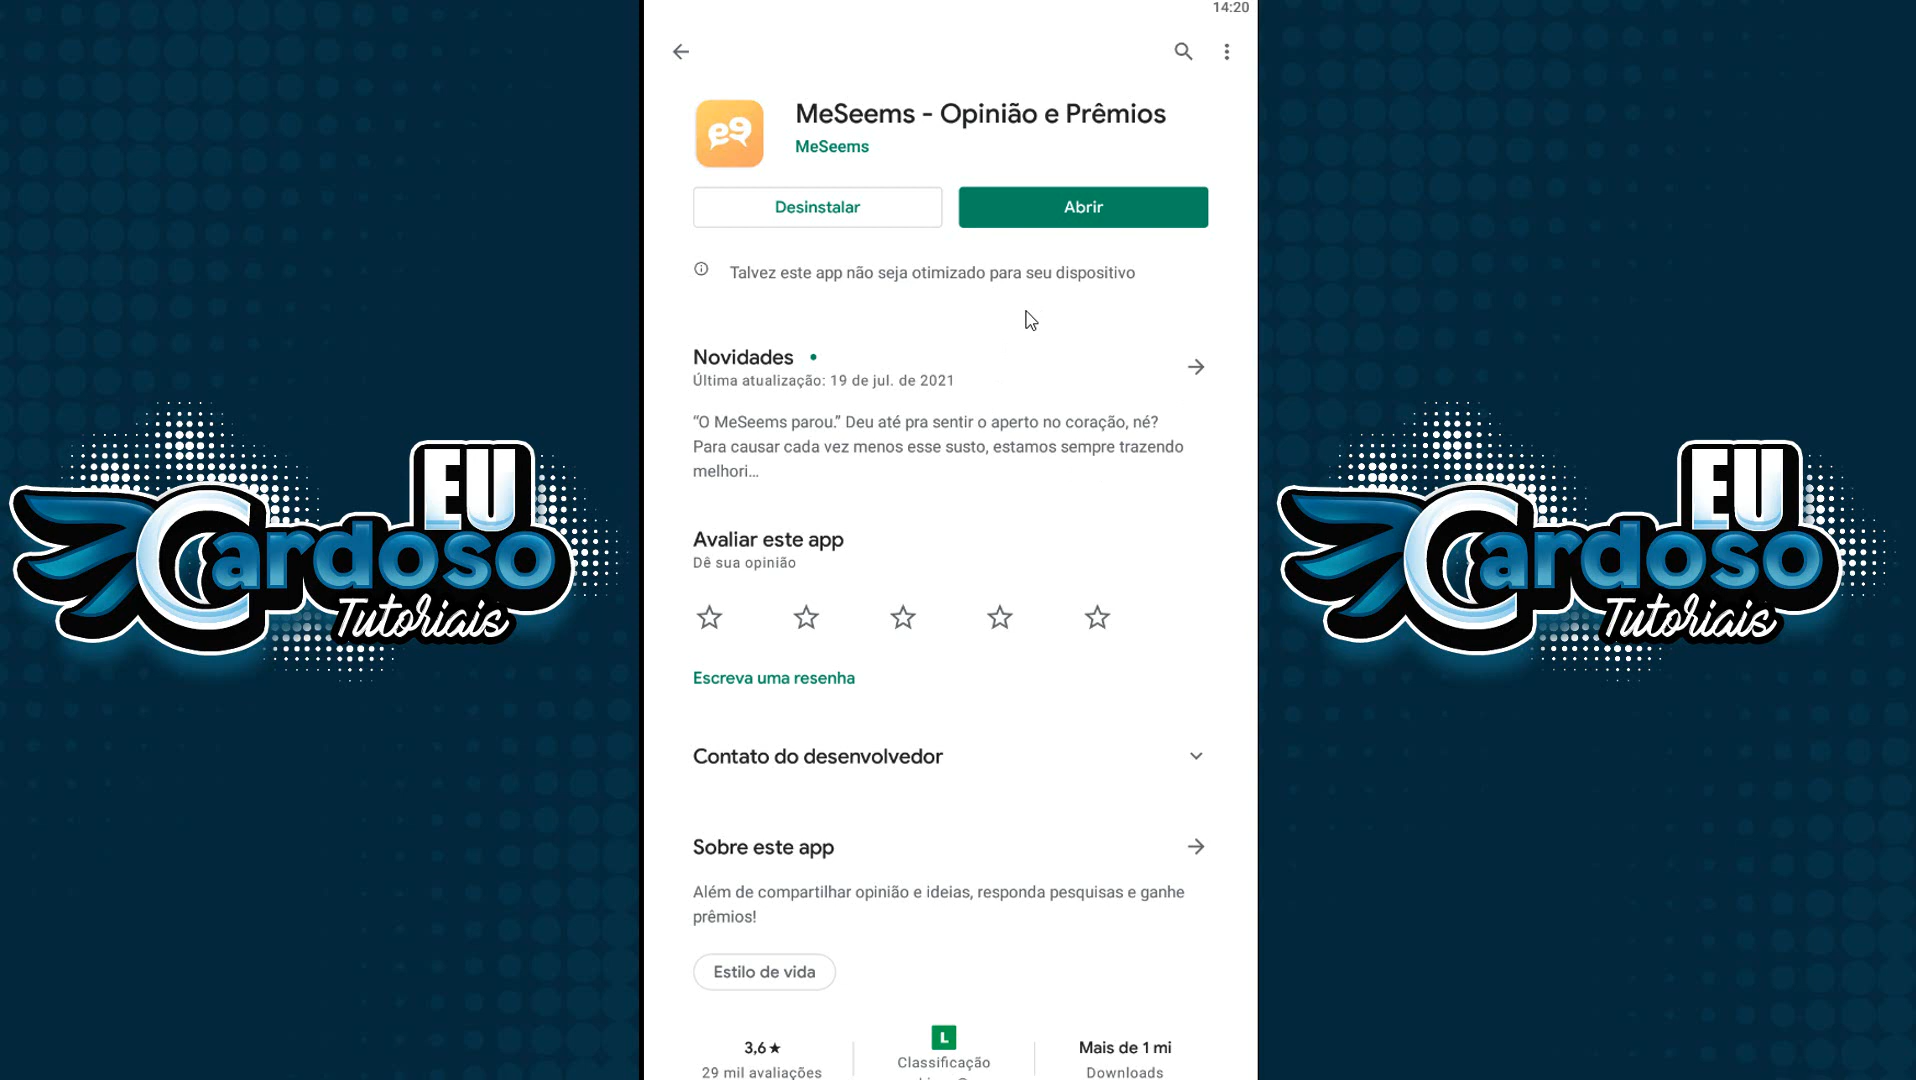 14:20
MeSeems - Opinião e Prêmios
MeSeems
Desinstalar
Abrir
Talvez este app não seja otimizado para seu dispositivo
Novidades
Última atualização: 19 de jul. de 2021
“O MeSeems parou.” Deu até pra sentir o aperto no coração, né?
Para causar cada vez menos esse susto, estamos sempre trazendo
melhori...
Avaliar este app
Dê sua opinião
Escreva uma resenha
Contato do desenvolvedor
Sobre este app
Além de compartilhar opinião e ideias, responda pesquisas e ganhe
prêmios!
Estilo de vida
3,6★
29 mil avaliações
L
Classificação
Mais de 1 mi
Downloads
EU
Cardoso
Tutoriais
EU
Cardoso
Tutoriais